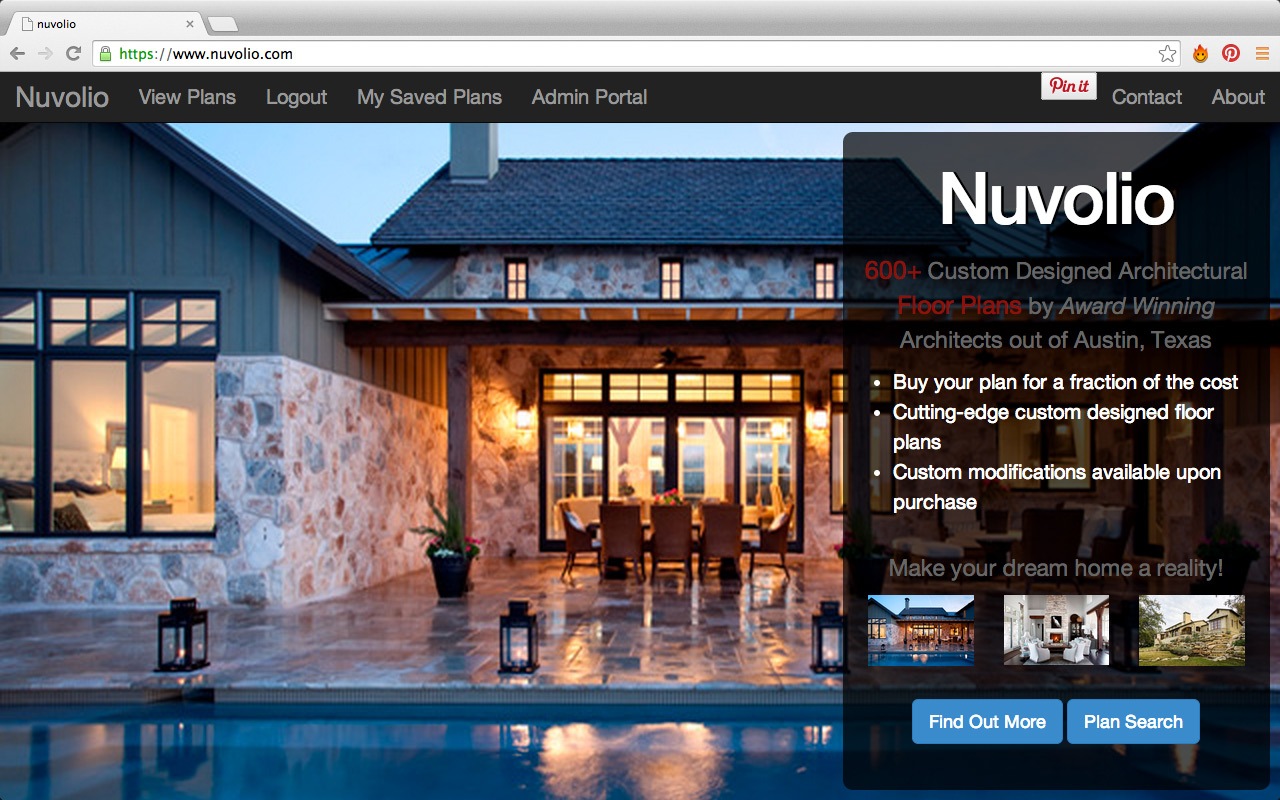 nuvolio
https://www.nuvolio.com
Nuvolio View Plans Logout My Saved Plans Admin Portal Pin it Contact About
Nuvolio
600+ Custom Designed Architectural
Floor Plans by Award Winning
Architects out of Austin, Texas
• Buy your plan for a fraction of the cost
• Cutting-edge custom designed floor
plans
• Custom modifications available upon
purchase
Make your dream home a reality!
Find Out More Plan Search